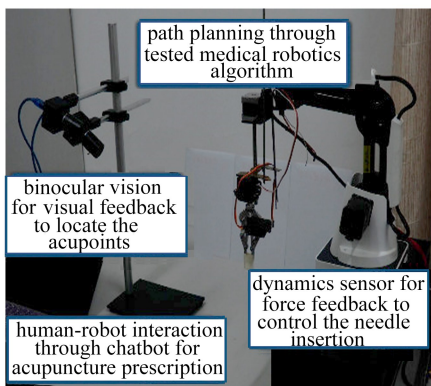 path planning through
tested medical robotics
algorithm
binocular vision
for visual feedback
to locate the
acupoints
dynamics sensor for
force feedback to
control the needle
insertion
human-robot interaction
through chatbot for
acupuncture prescription